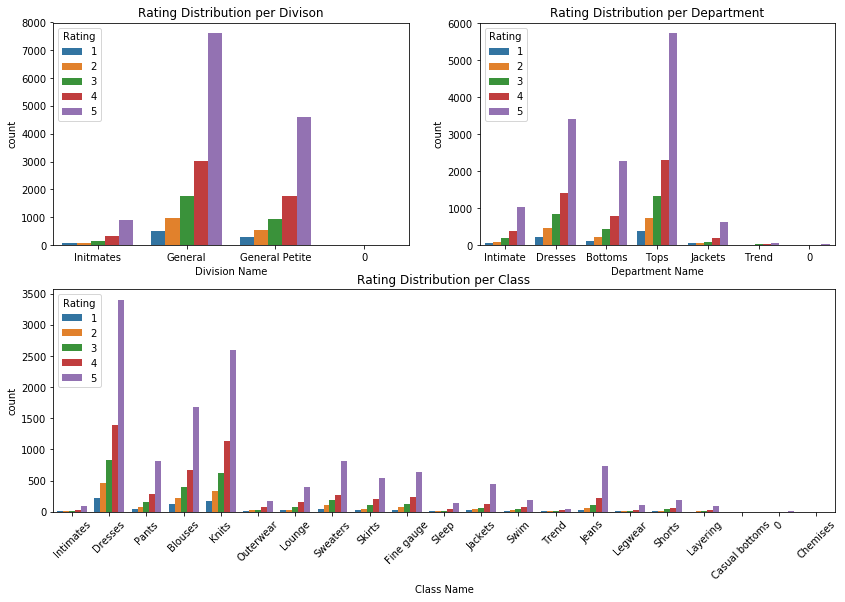 Rating Distribution per Divison
8000
7000
6000
5000
4000
3000
2000
1000
0
count
Rating
1
2
3
4
5
Initmates
General
General Petite
0
Division Name
Rating Distribution per Department
6000
5000
4000
3000
2000
1000
0
count
Rating
1
2
3
4
5
Intimate
Dresses
Bottoms
Tops
Jackets
Trend
0
Department Name
Rating Distribution per Class
3500
3000
2500
2000
1500
1000
500
0
count
Rating
1
2
3
4
5
Intimates
Dresses
Pants
Blouses
Knits
Outerwear
Lounge
Sweaters
Skirts
Fine gauge
Sleep
Jackets
Swim
Trend
Jeans
Legwear
Shorts
Layering
Casual bottoms
0
Chemises
Class Name